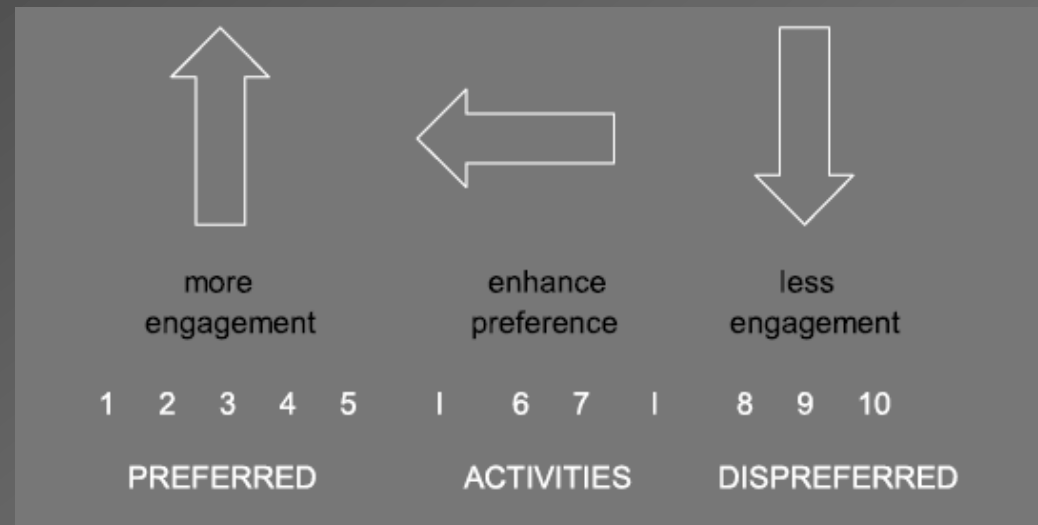 more enhance less
engagement preference engagement
1 2 3 4 5 I 6 7 I 8 9 10
PREFERRED ACTIVITIES DISPREFERRED